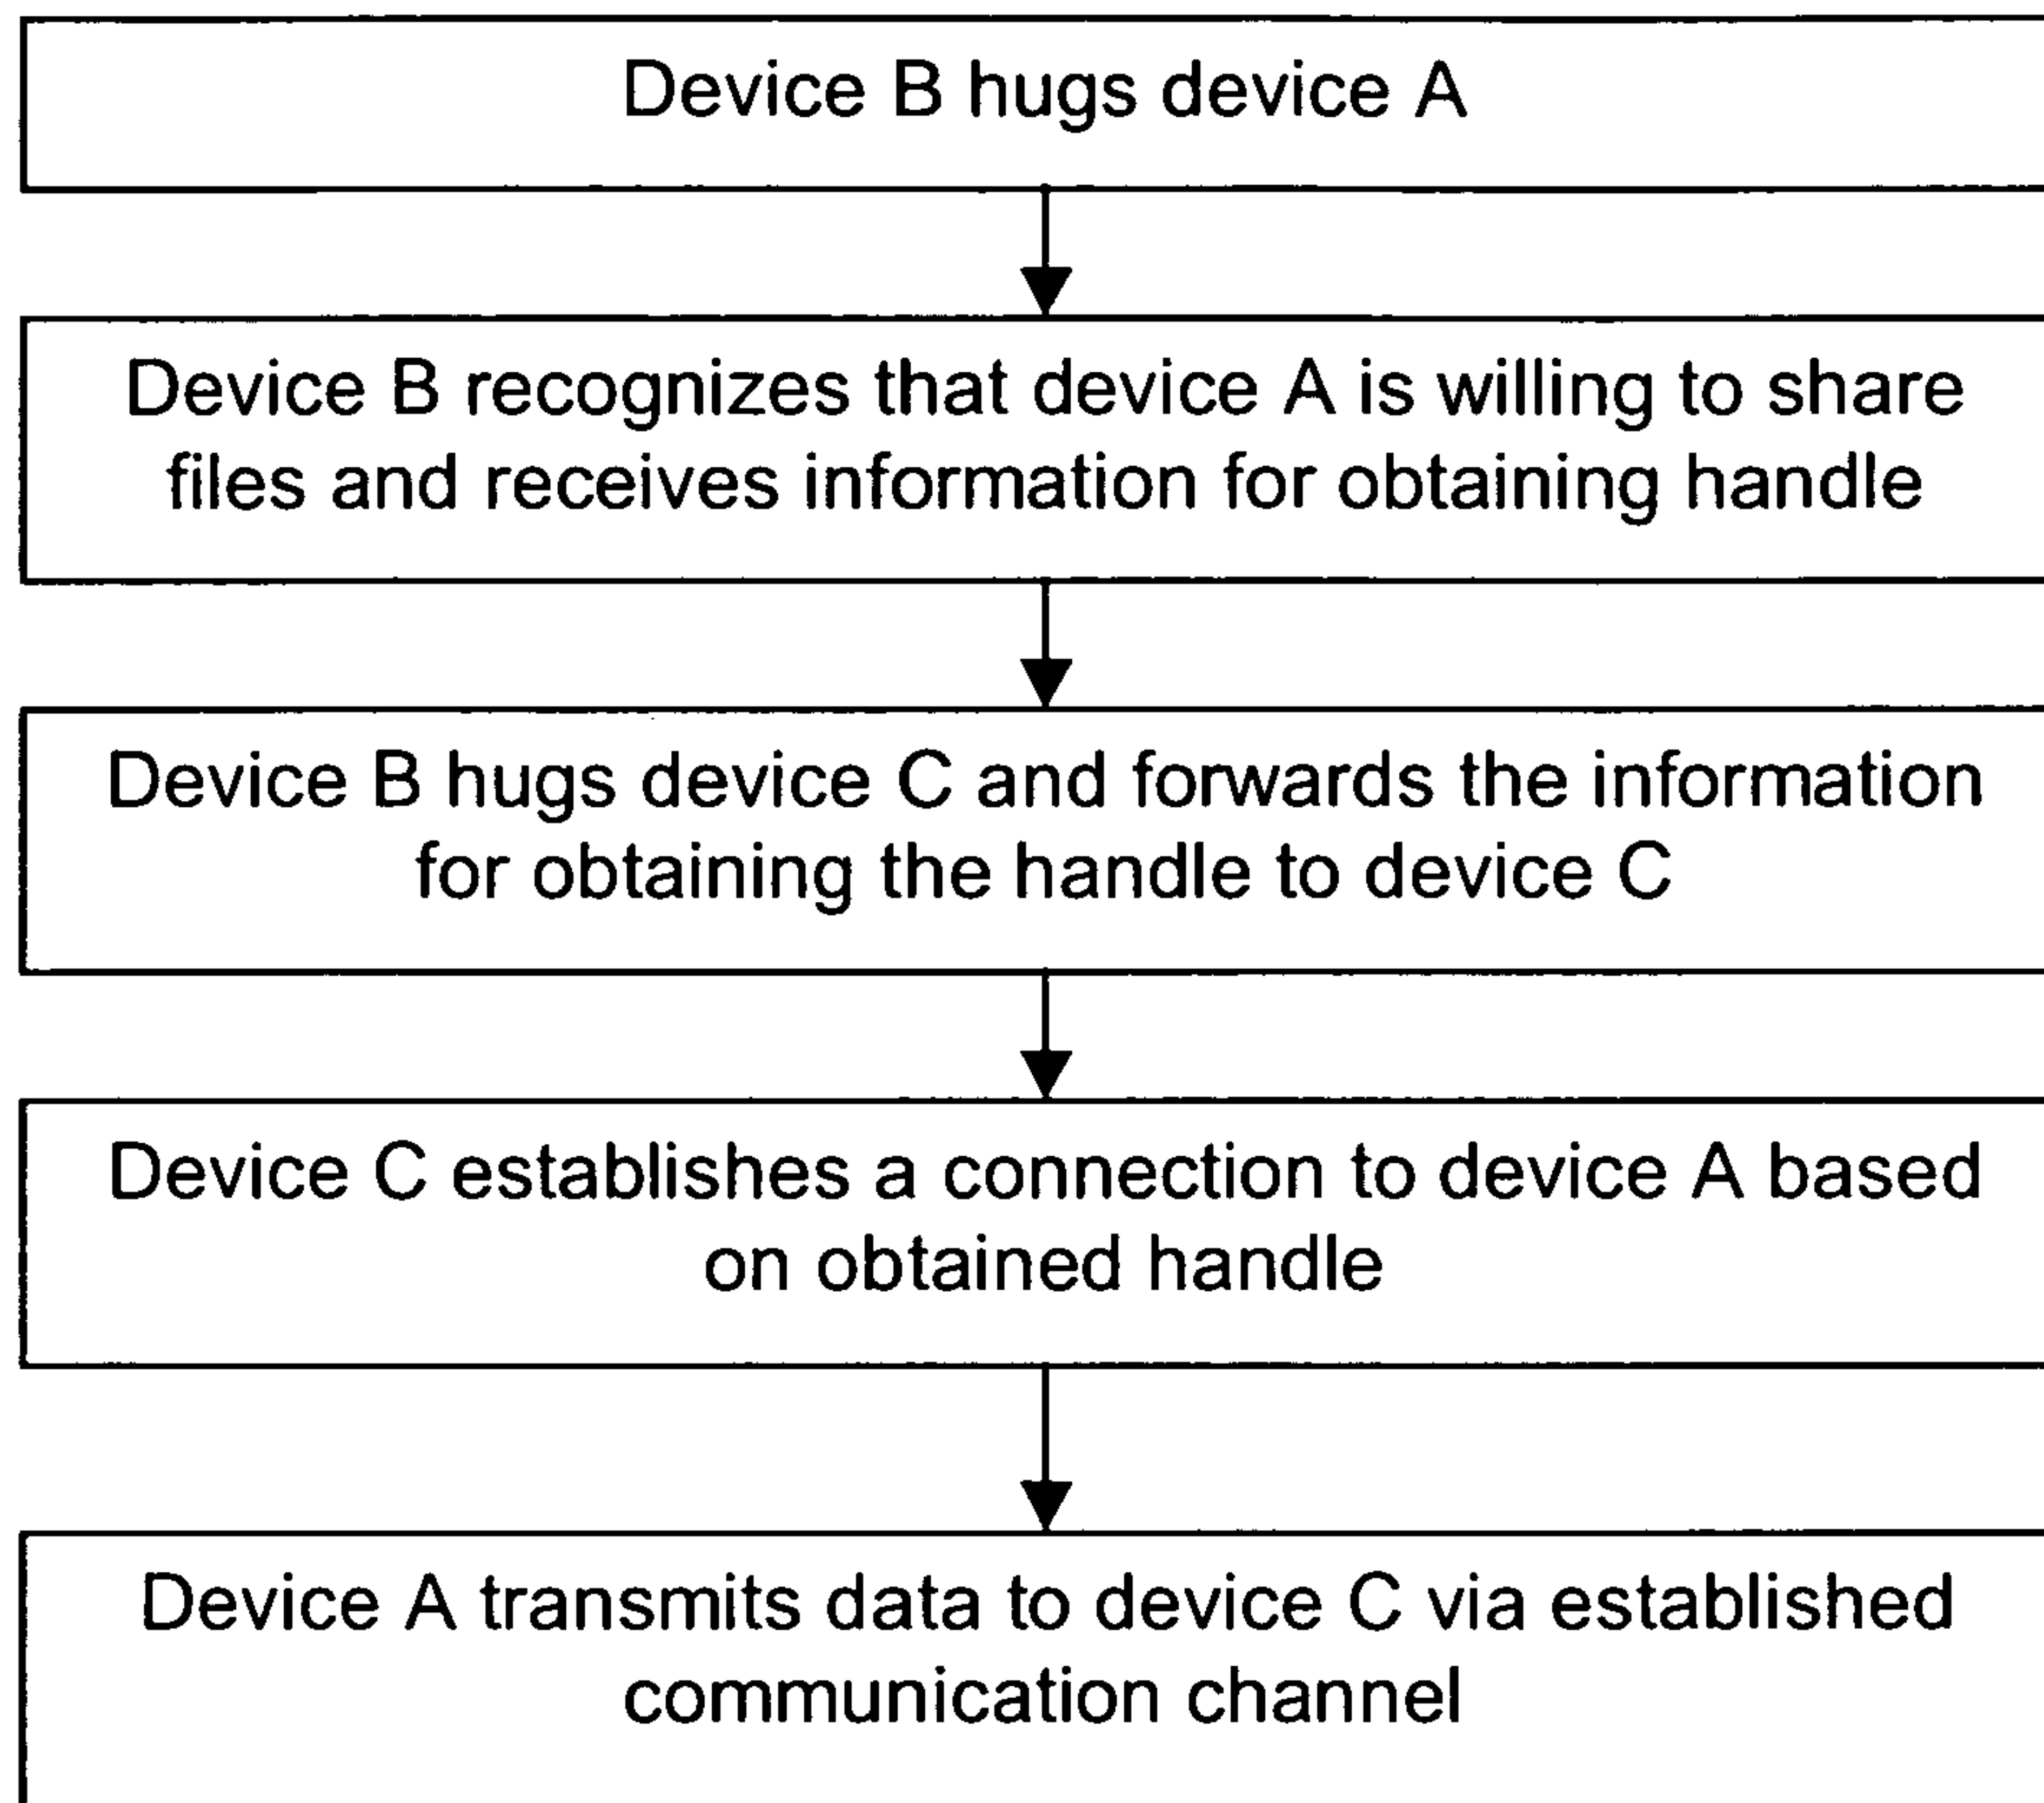 Device B hugs device A
Device B recognizes that device A is willing to share
files and receives information for obtaining handle
Device B hugs device C and forwards the information
for obtaining the handle to device C
Device C establishes a connection to device A based
on obtained handle
Device A transmits data to device C via established
communication channel